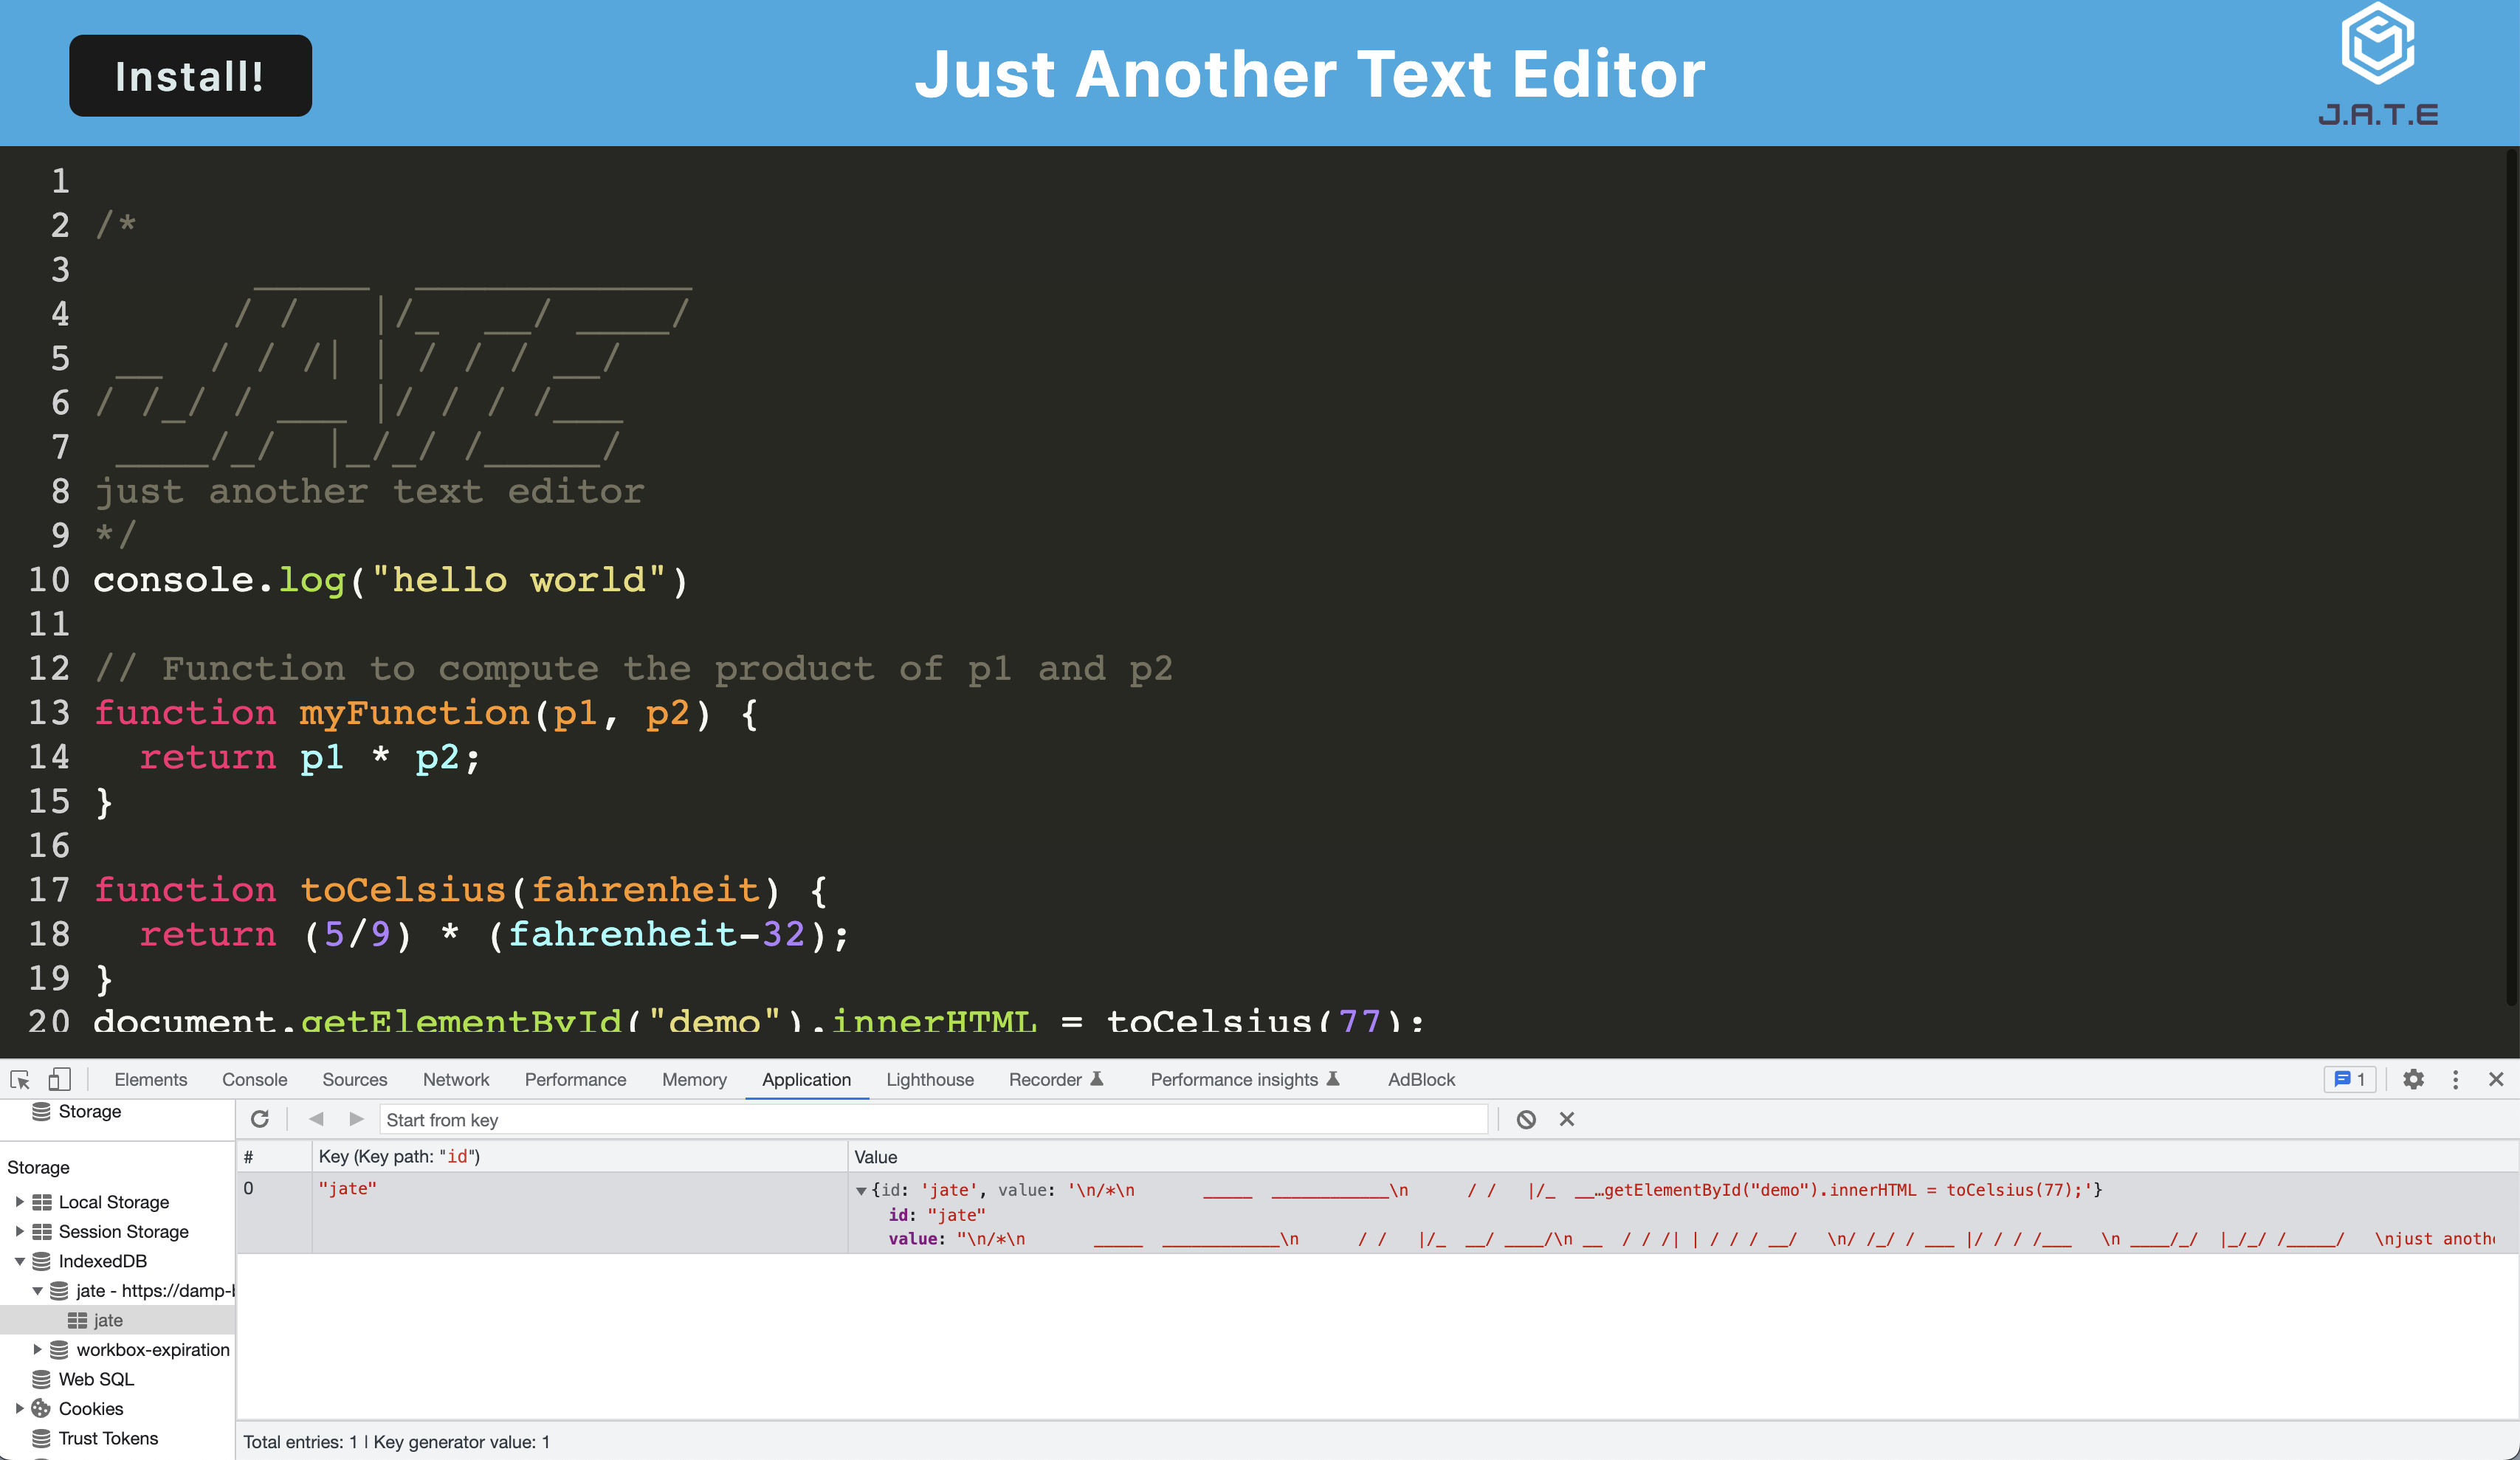 Install!
Just Another Text Editor
J.A.T.E
1
2 /*
3       _____  ____________
4      / /   |/_  __/ ____/
5 __  / / /| | / / / __/
6 / /_/ / ___ |/ / / /___
7 ____/_/  |_/_/ /_____/
8 just another text editor
9 */
10 console.log("hello world")
11
12 // Function to compute the product of p1 and p2
13 function myFunction(p1, p2) {
14   return p1 * p2;
15 }
16
17 function toCelsius(fahrenheit) {
18   return (5/9) * (fahrenheit-32);
19 }
20 document.getElementById("demo").innerHTML = toCelsius(77);
Elements Console Sources Network Performance Memory Application Lighthouse Recorder Performance insights AdBlock 1
Storage
Start from key
Storage
Local Storage
Session Storage
IndexedDB
jate - https://damp-
jate
workbox-expiration
Web SQL
Cookies
Trust Tokens
# Key (Key path: "id") Value
0 "jate" {id: 'jate', value: '\n/*\n       _____  ____________\n      / /   |/_  __…getElementById("demo").innerHTML = toCelsius(77);'}
id: "jate"
value: "\n/*\n       _____  ____________\n      / /   |/_  __/ ____/\n __  / / /| | / / / __/   \n/ /_/ / ___ |/ / / /___   \n ____/_/  |_/_/ /_____/   \njust anoth
Total entries: 1 | Key generator value: 1